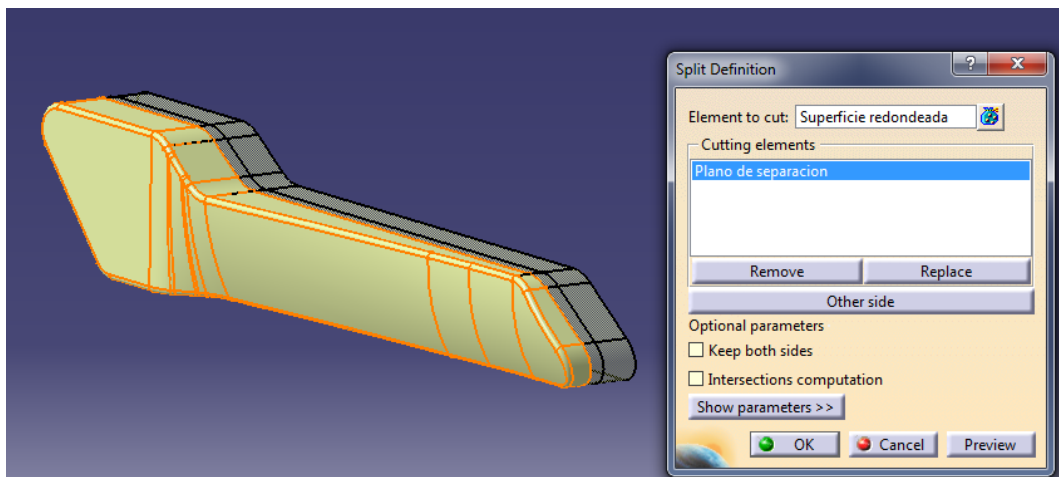 Split Definition
?
X
Element to cut: Superficie redondeada
Cutting elements
Plano de separacion
Remove
Replace
Other side
Optional parameters
Keep both sides
Intersections computation
Show parameters >>
OK
Cancel
Preview